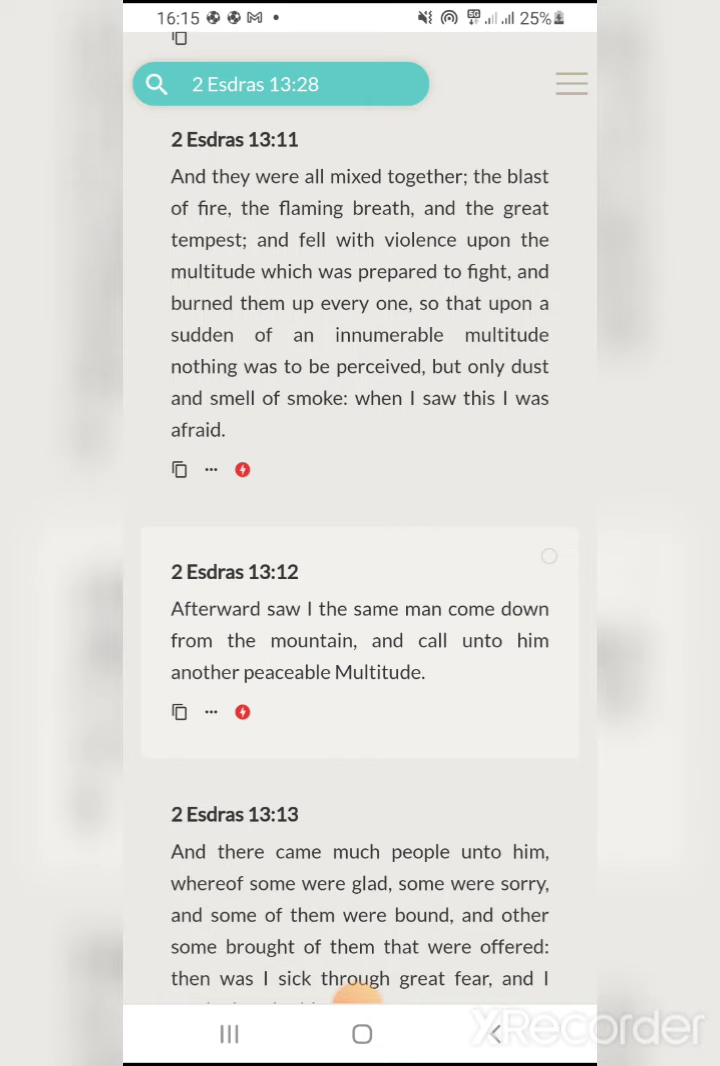 16:15 5G 25%
2 Esdras 13:28
2 Esdras 13:11
And they were all mixed together; the blast
of fire, the flaming breath, and the great
tempest; and fell with violence upon the
multitude which was prepared to fight, and
burned them up every one, so that upon a
sudden of an innumerable multitude
nothing was to be perceived, but only dust
and smell of smoke: when I saw this I was
afraid.
2 Esdras 13:12
Afterward saw I the same man come down
from the mountain, and call unto him
another peaceable Multitude.
2 Esdras 13:13
And there came much people unto him,
whereof some were glad, some were sorry,
and some of them were bound, and other
some brought of them that were offered:
then was I sick through great fear, and I
XRecorder